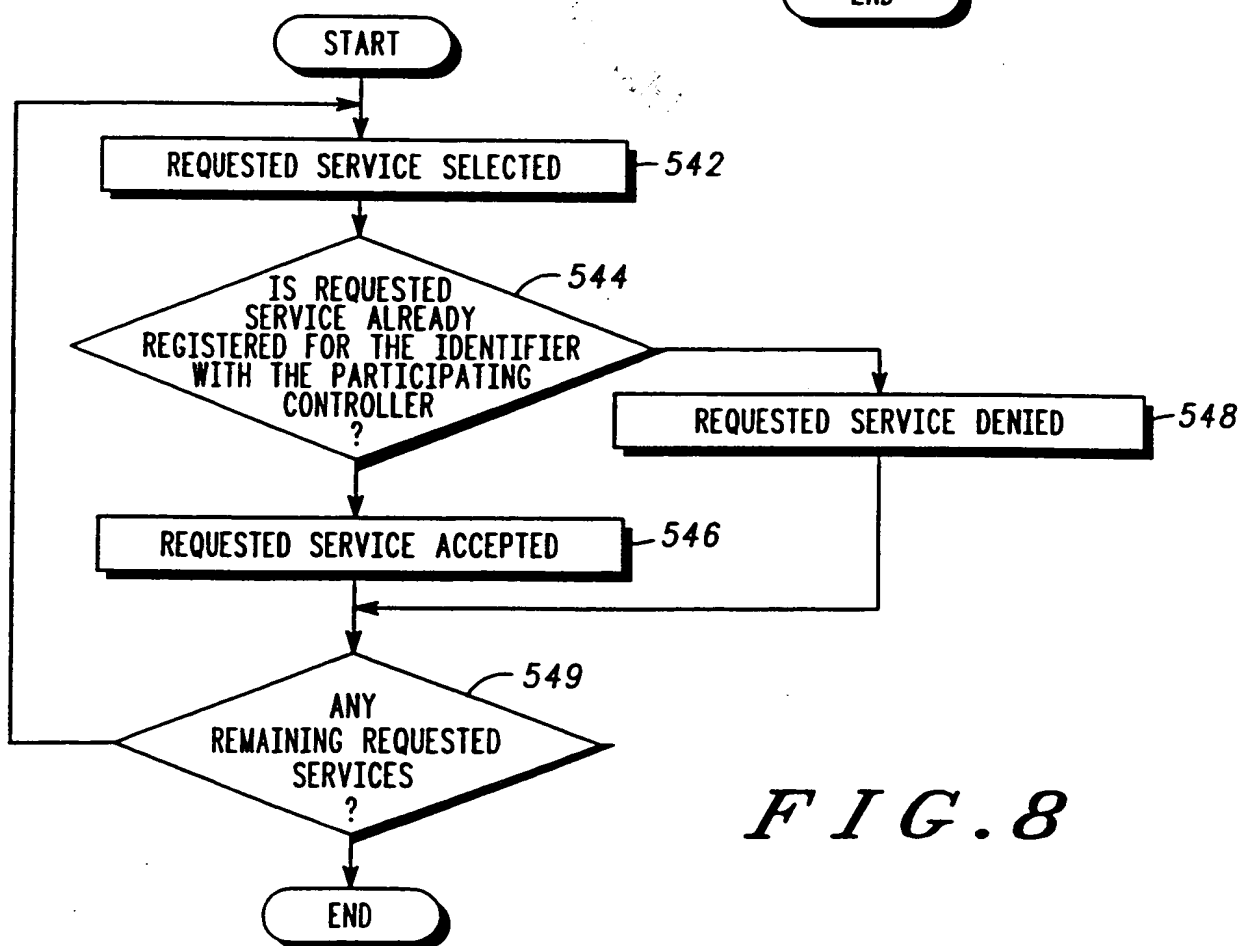 END
START
REQUESTED SERVICE SELECTED
542
IS REQUESTED
SERVICE ALREADY
REGISTERED FOR THE IDENTIFIER
WITH THE PARTICIPATING
CONTROLLER
?
544
REQUESTED SERVICE DENIED
548
REQUESTED SERVICE ACCEPTED
546
ANY
REMAINING REQUESTED
SERVICES
?
549
END
FIG.8